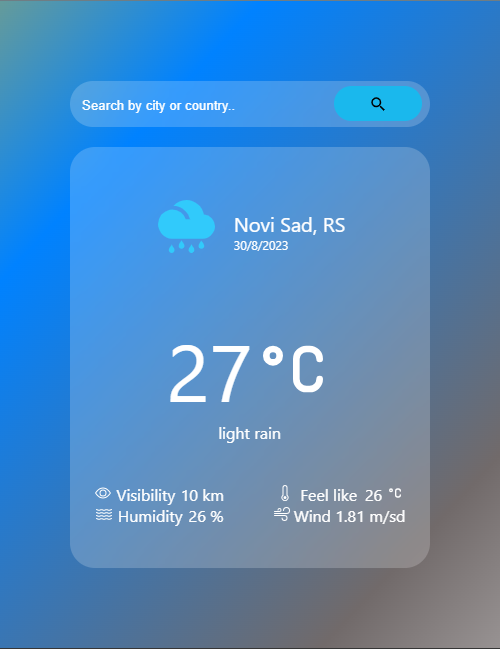 Search by city or country..
Novi Sad, RS
30/8/2023
27 °C
light rain
Visibility 10 km
Feel like 26 °C
Humidity 26 %
Wind 1.81 m/sd